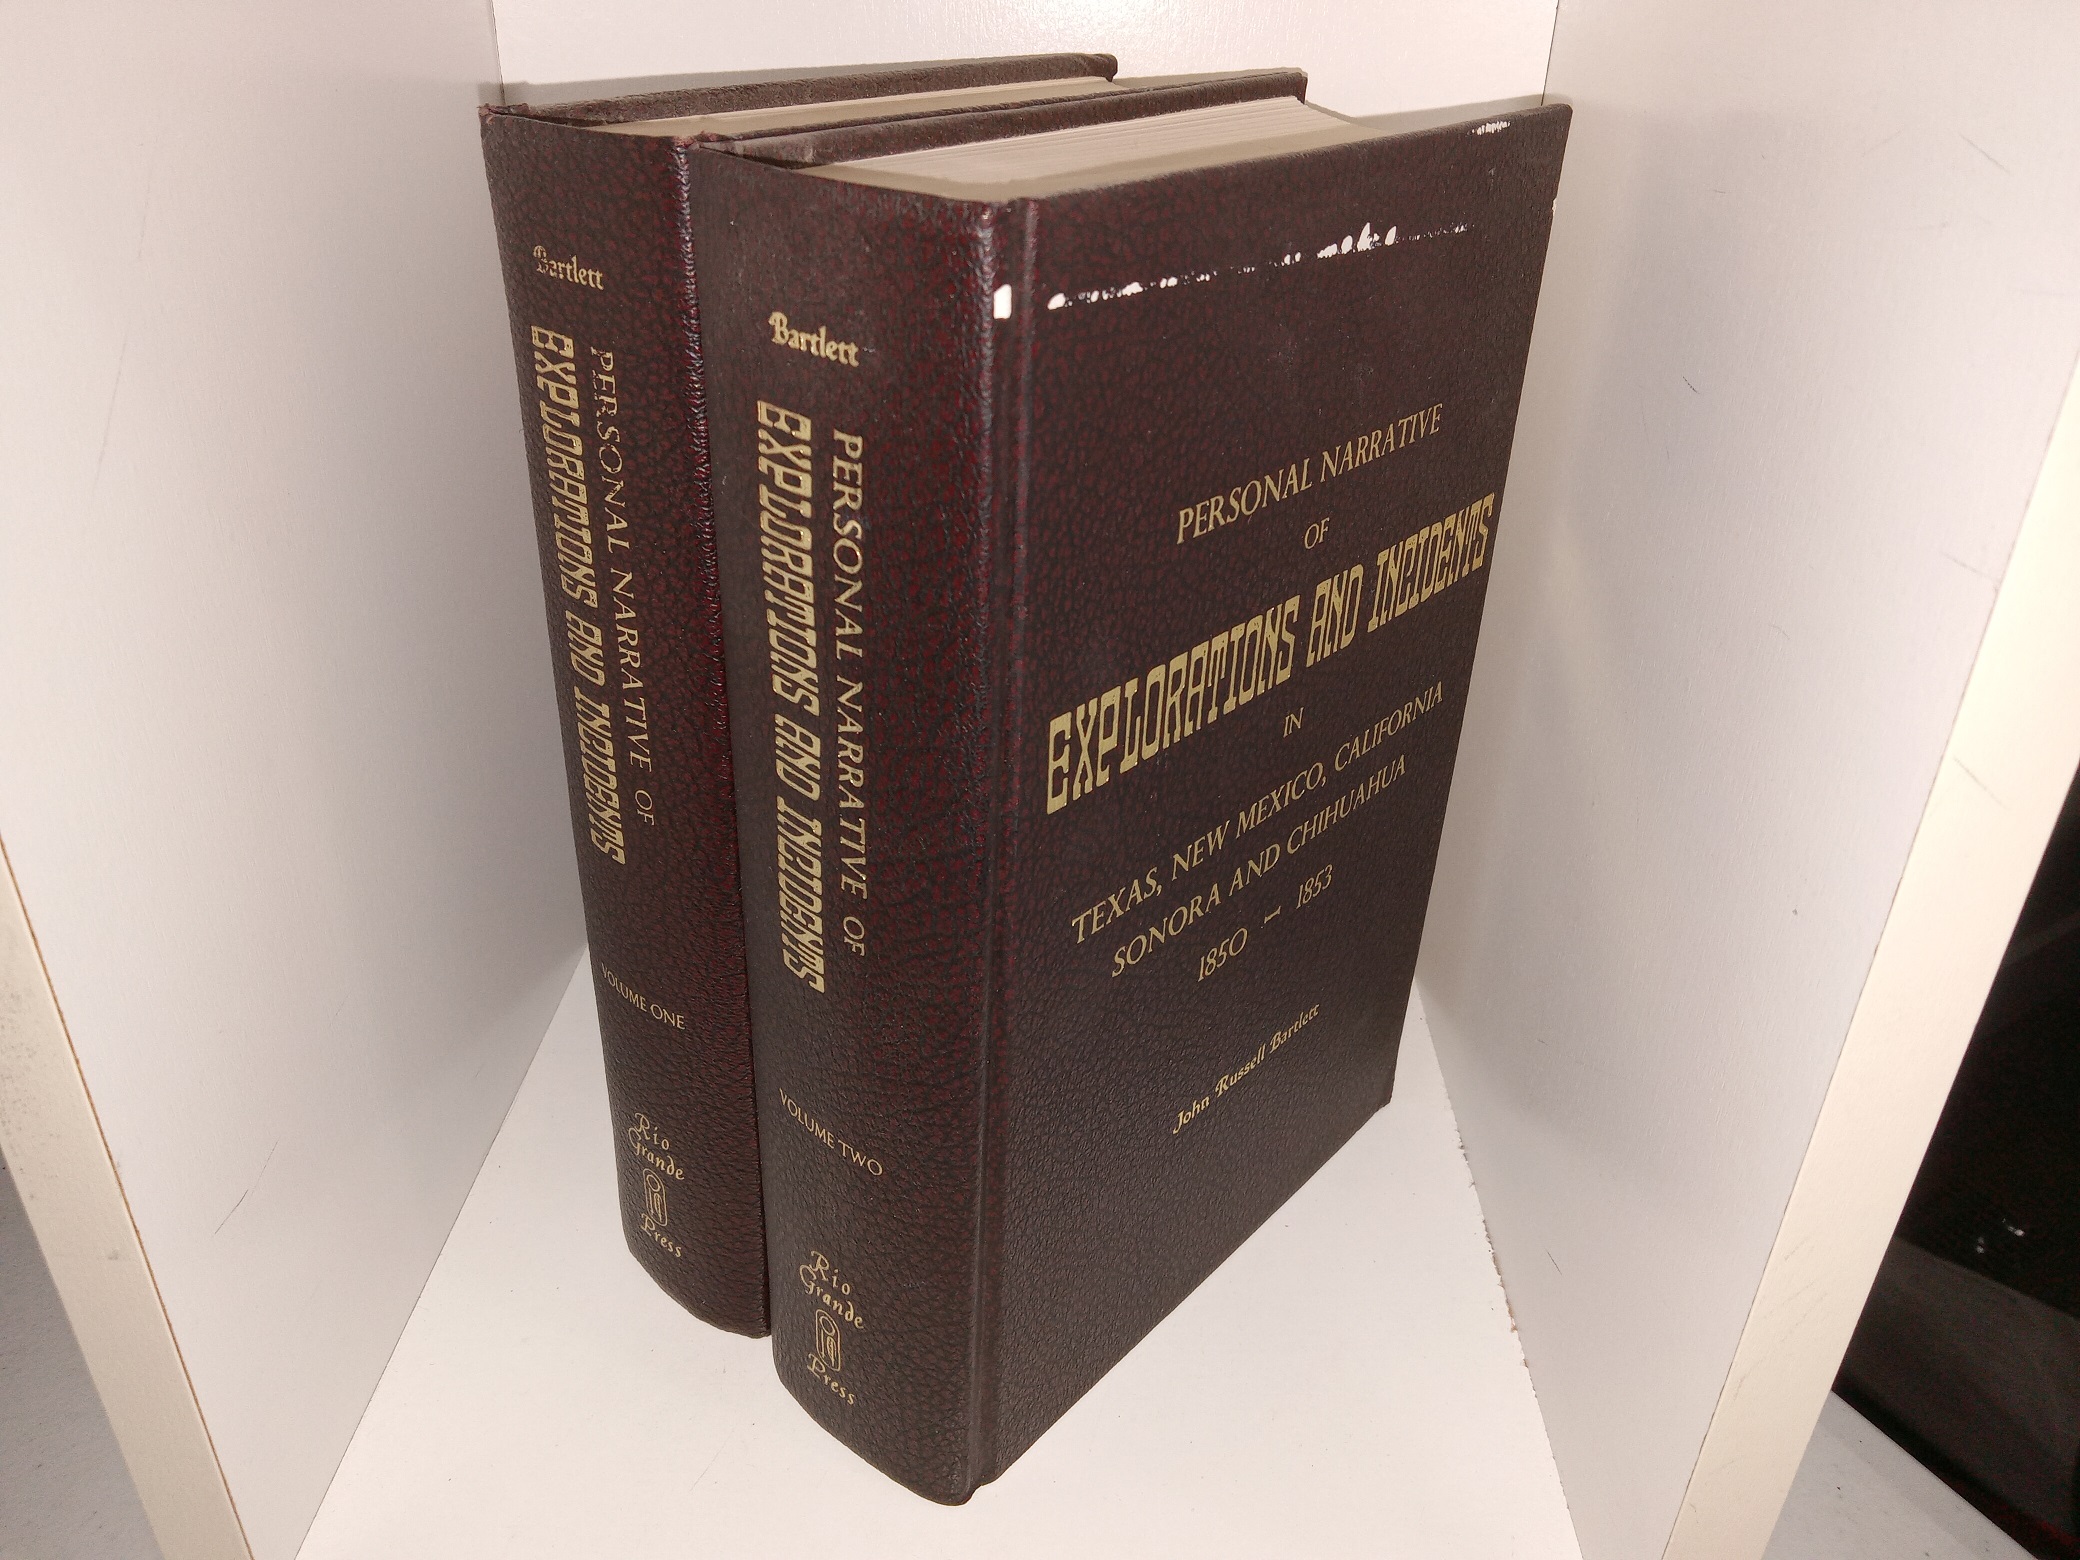 Bartlett
PERSONAL NARRATIVE OF
EXPLORATIONS AND INCIDENTS
VOLUME ONE
Rio
Grande
Press
Bartlett
PERSONAL NARRATIVE OF
EXPLORATIONS AND INCIDENTS
VOLUME TWO
Rio
Grande
Press
PERSONAL NARRATIVE
OF
EXPLORATIONS AND INCIDENTS
IN
TEXAS, NEW MEXICO, CALIFORNIA
SONORA AND CHIHUAHUA
1850 — 1853
John Russell Bartlett